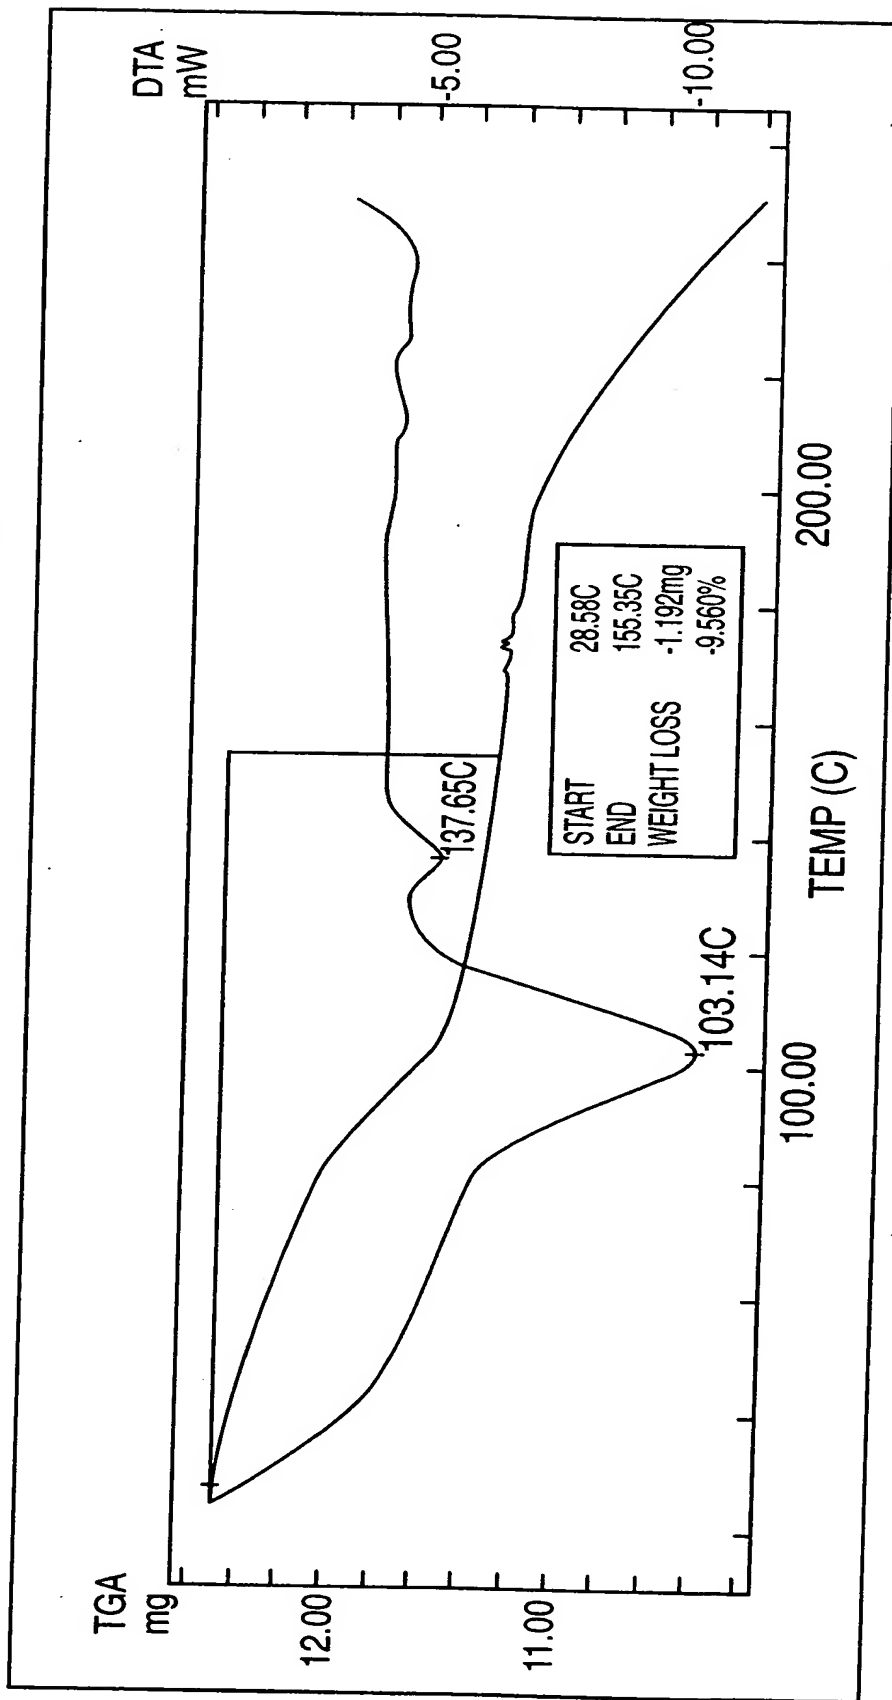 TGA
mg
DTA
mW
12.00
11.00
-5.00
-10.00
137.65C
103.14C
START 28.58C
END 155.35C
WEIGHT LOSS -1.192mg
-9.560%
100.00
200.00
TEMP (C)